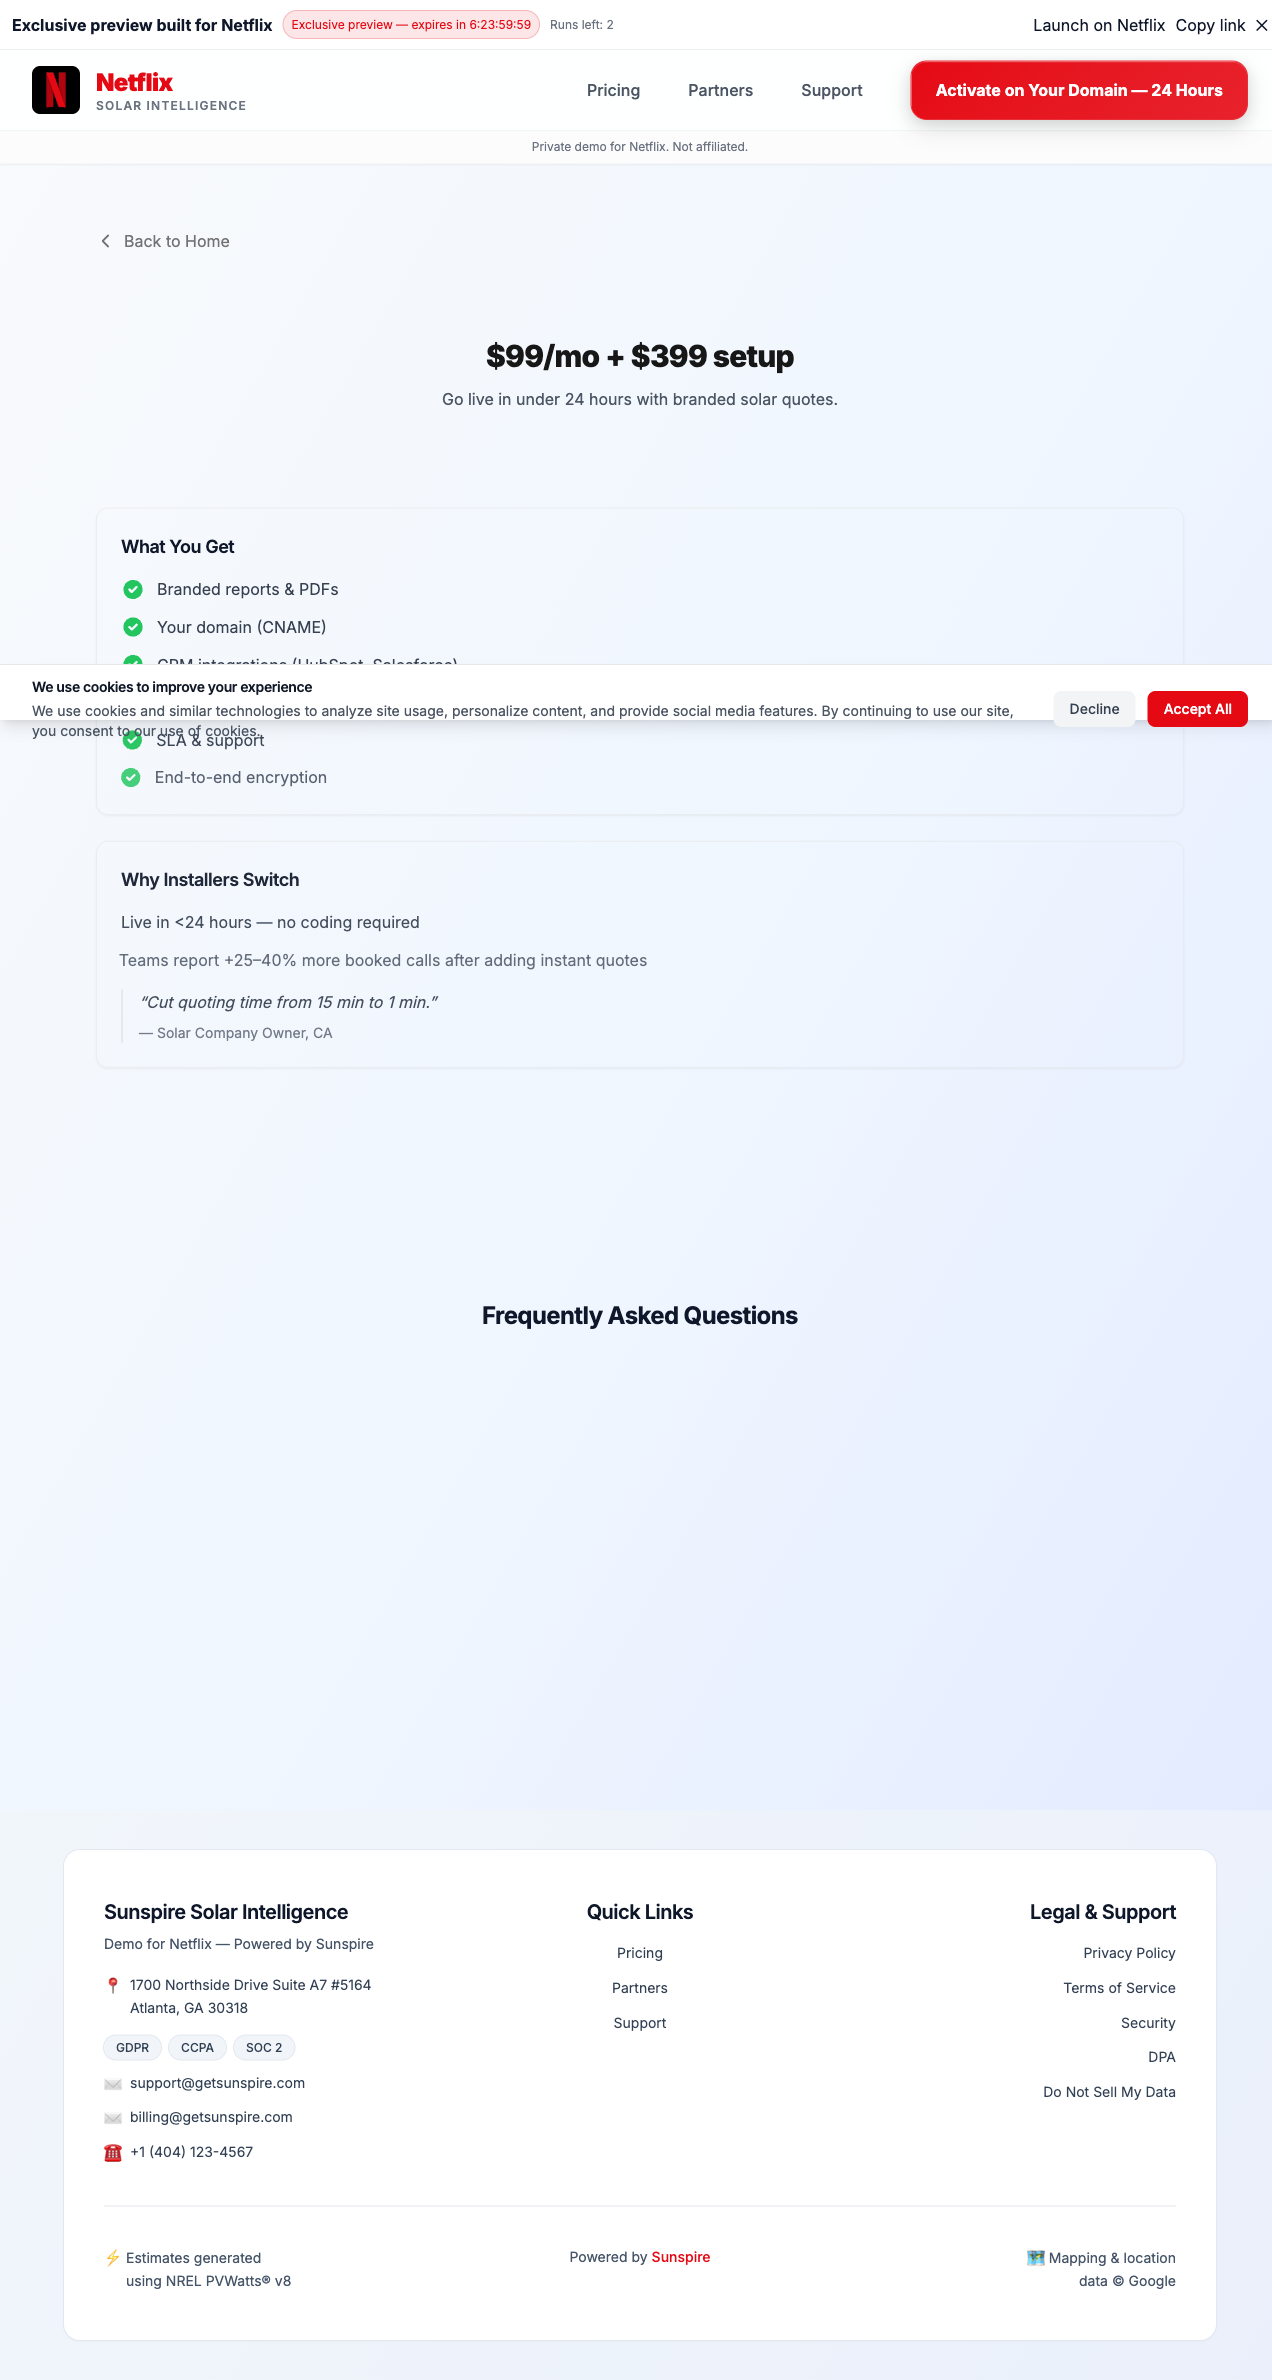 Exclusive preview built for Netflix
Exclusive preview — expires in 6:23:59:59
Runs left: 2
Launch on Netflix
Copy link
Netflix
SOLAR INTELLIGENCE
Pricing
Partners
Support
Activate on Your Domain — 24 Hours
Private demo for Netflix. Not affiliated.
Back to Home
$99/mo + $399 setup
Go live in under 24 hours with branded solar quotes.
What You Get
Branded reports & PDFs
Your domain (CNAME)
CRM integrations (HubSpot, Salesforce)
We use cookies to improve your experience
We use cookies and similar technologies to analyze site usage, personalize content, and provide social media features. By continuing to use our site,
you consent to our use of cookies.
Decline
Accept All
SLA & support
End-to-end encryption
Why Installers Switch
Live in <24 hours — no coding required
Teams report +25–40% more booked calls after adding instant quotes
“Cut quoting time from 15 min to 1 min.”
— Solar Company Owner, CA
Frequently Asked Questions
Sunspire Solar Intelligence
Demo for Netflix — Powered by Sunspire
1700 Northside Drive Suite A7 #5164
Atlanta, GA 30318
GDPR
CCPA
SOC 2
support@getsunspire.com
billing@getsunspire.com
+1 (404) 123-4567
Quick Links
Pricing
Partners
Support
Legal & Support
Privacy Policy
Terms of Service
Security
DPA
Do Not Sell My Data
Estimates generated
using NREL PVWatts® v8
Powered by Sunspire
Mapping & location
data © Google